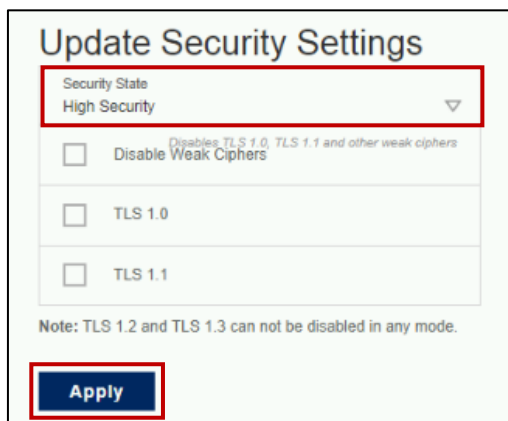 Update Security Settings
Security State
High Security
Disables TLS 1.0, TLS 1.1 and other weak ciphers
Disable Weak Ciphers
TLS 1.0
TLS 1.1
Note: TLS 1.2 and TLS 1.3 can not be disabled in any mode.
Apply